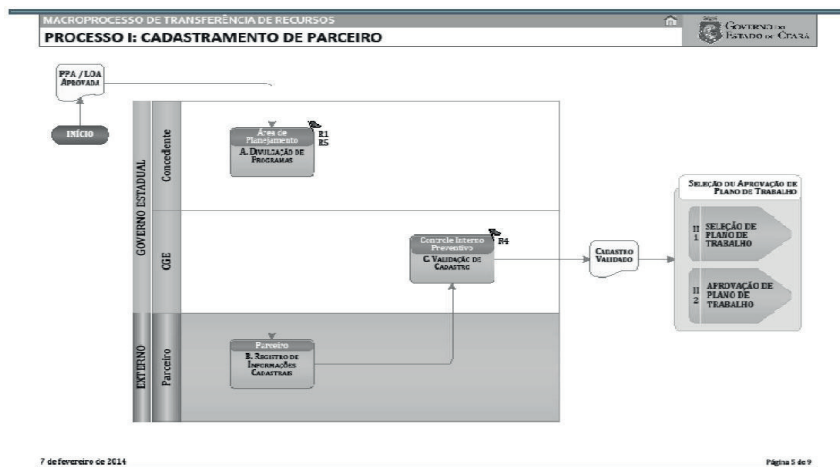 MACROPROCESSO DE TRANSFERÊNCIA DE RECURSOS
PROCESSO I: CADASTRAMENTO DE PARCEIRO
GOVERNO DO
ESTADO DO CEARÁ
PPA / LOA
APROVADA
INÍCIO
GOVERNO ESTADUAL
Concedente
Área de
Planejamento
A. DIVULGAÇÃO DE
PROGRAMAS
R1
R5
CGE
Controle Interno
Preventivo
C. VALIDAÇÃO DE
CADASTRO
R4
CADASTRO
VALIDADO
SELEÇÃO OU APROVAÇÃO DE
PLANO DE TRABALHO
II
1
SELEÇÃO DE
PLANO DE
TRABALHO
II
2
APROVAÇÃO DE
PLANO DE
TRABALHO
EXTERNO
Parceiro
Parceiro
B. REGISTRO DE
INFORMAÇÕES
CADASTRAIS
7 de fevereiro de 2014
Página 5 de 9